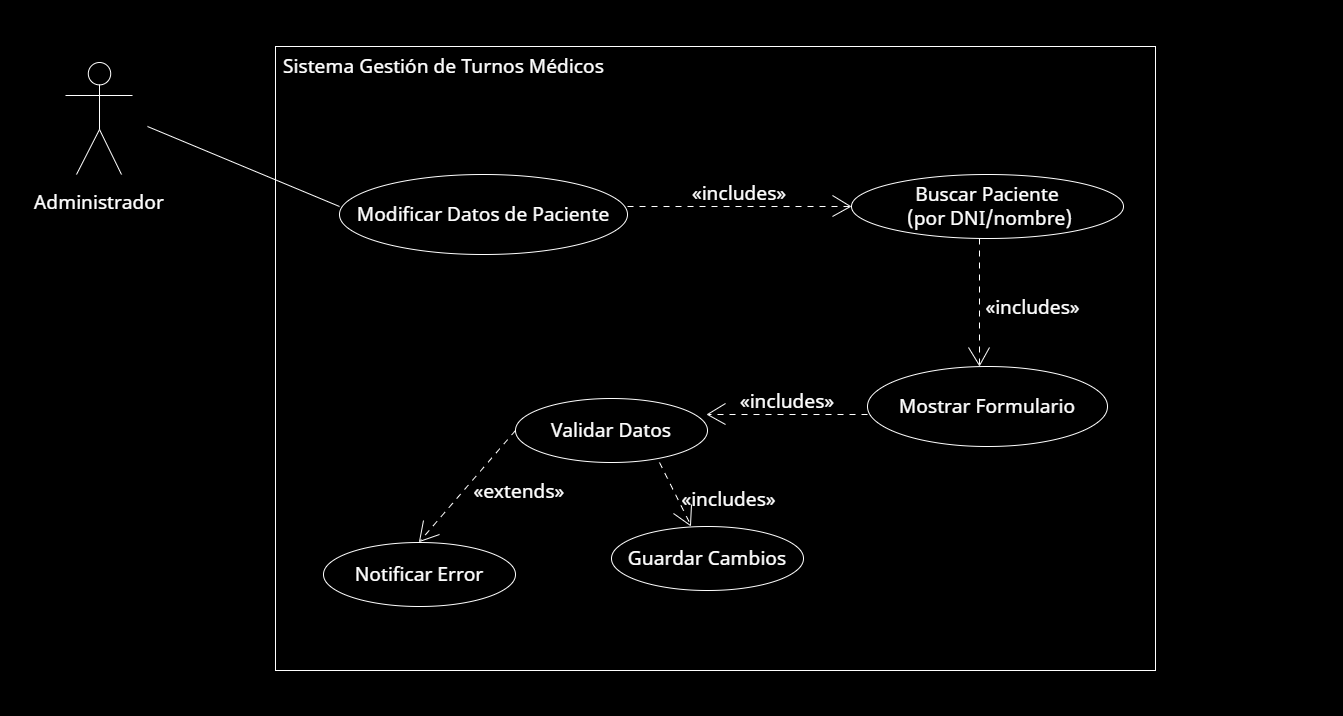 Sistema Gestión de Turnos Médicos
Administrador
Modificar Datos de Paciente
«includes»
Buscar Paciente
(por DNI/nombre)
«includes»
Mostrar Formulario
«includes»
Validar Datos
«extends»
«includes»
Notificar Error
Guardar Cambios